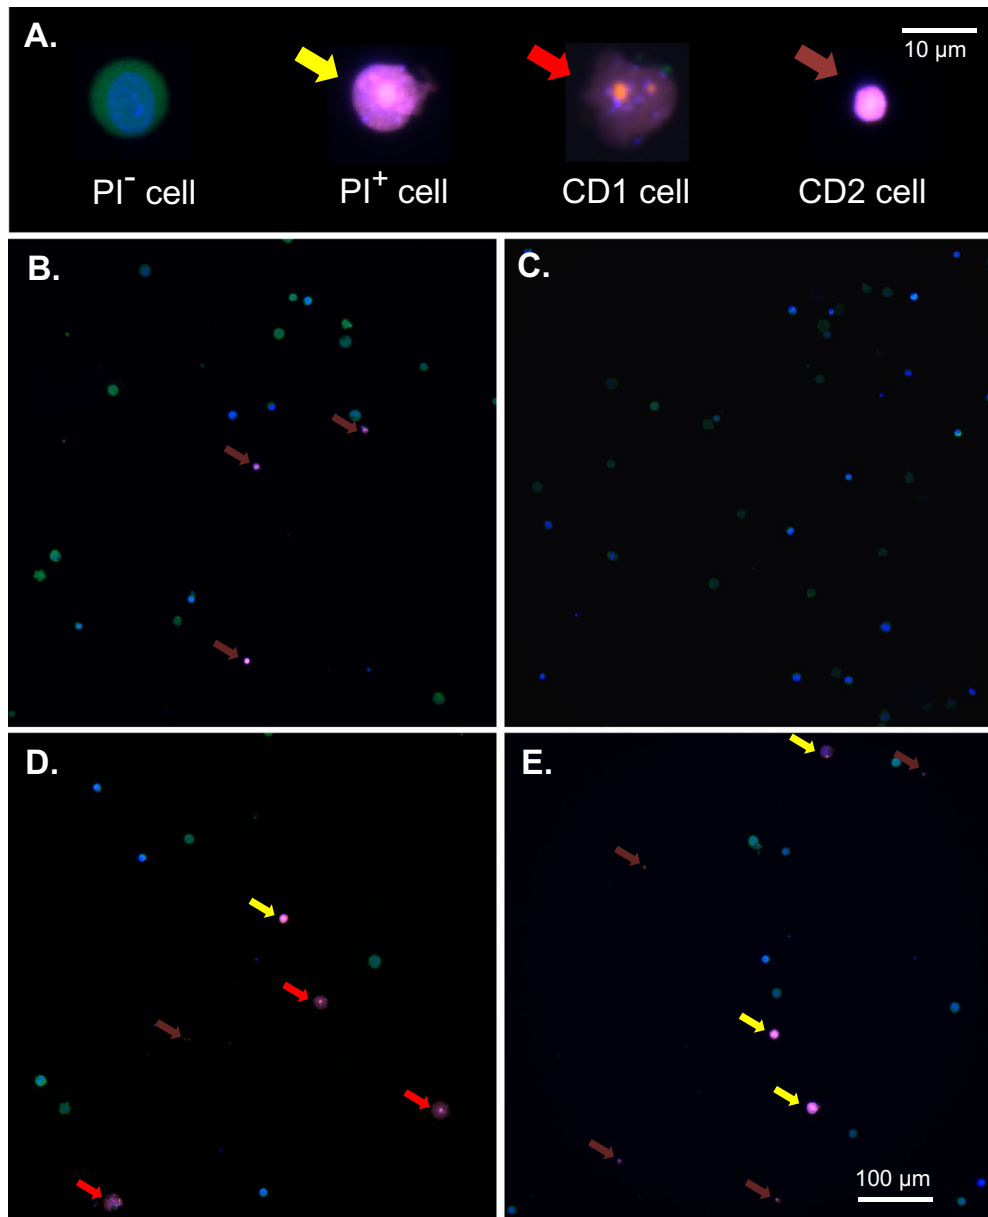 A.
10 µm
PI⁻ cell
PI⁺ cell
CD1 cell
CD2 cell
B.
C.
D.
E.
100 µm